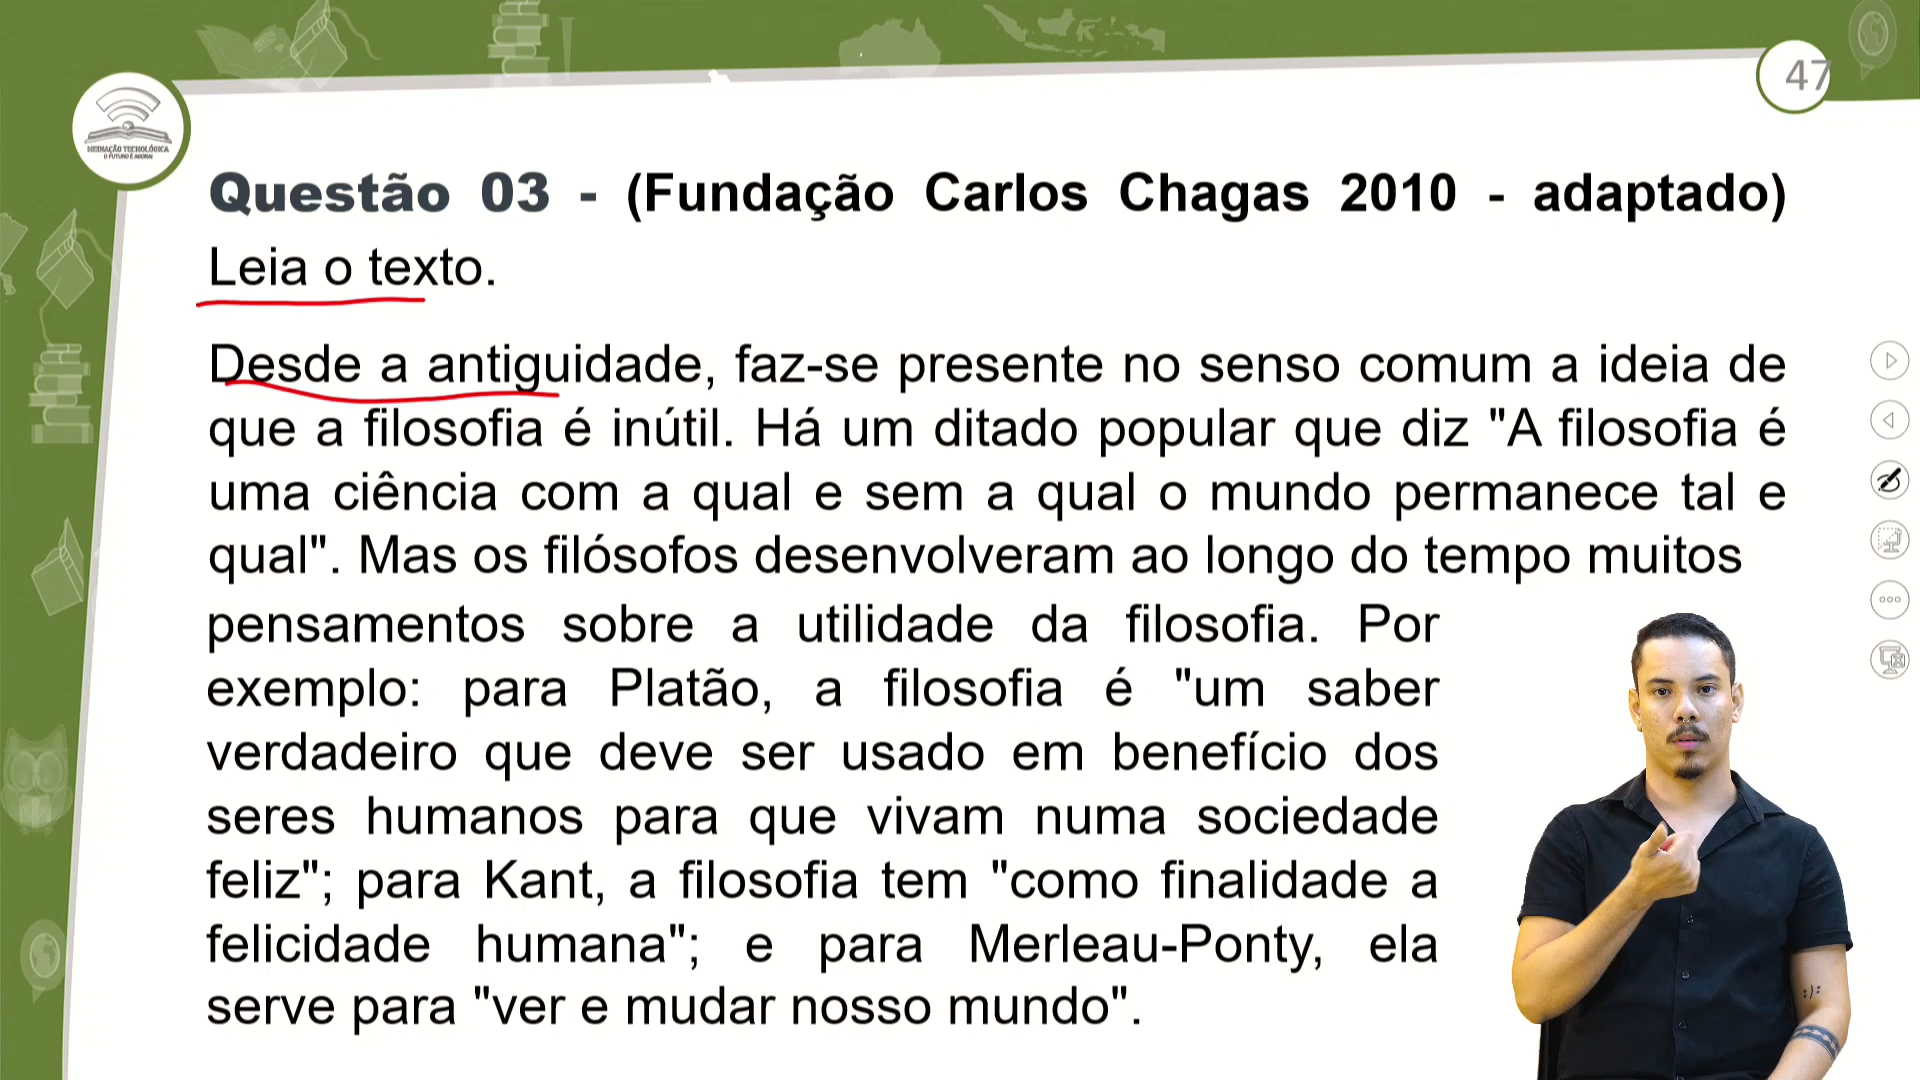 47
MEDIAÇÃO TECNOLÓGICA
O FUTURO É AGORA!
Questão 03 - (Fundação Carlos Chagas 2010 - adaptado)
Leia o texto.
Desde a antiguidade, faz-se presente no senso comum a ideia de
que a filosofia é inútil. Há um ditado popular que diz "A filosofia é
uma ciência com a qual e sem a qual o mundo permanece tal e
qual". Mas os filósofos desenvolveram ao longo do tempo muitos
pensamentos sobre a utilidade da filosofia. Por
exemplo: para Platão, a filosofia é "um saber
verdadeiro que deve ser usado em benefício dos
seres humanos para que vivam numa sociedade
feliz"; para Kant, a filosofia tem "como finalidade a
felicidade humana"; e para Merleau-Ponty, ela
serve para "ver e mudar nosso mundo".